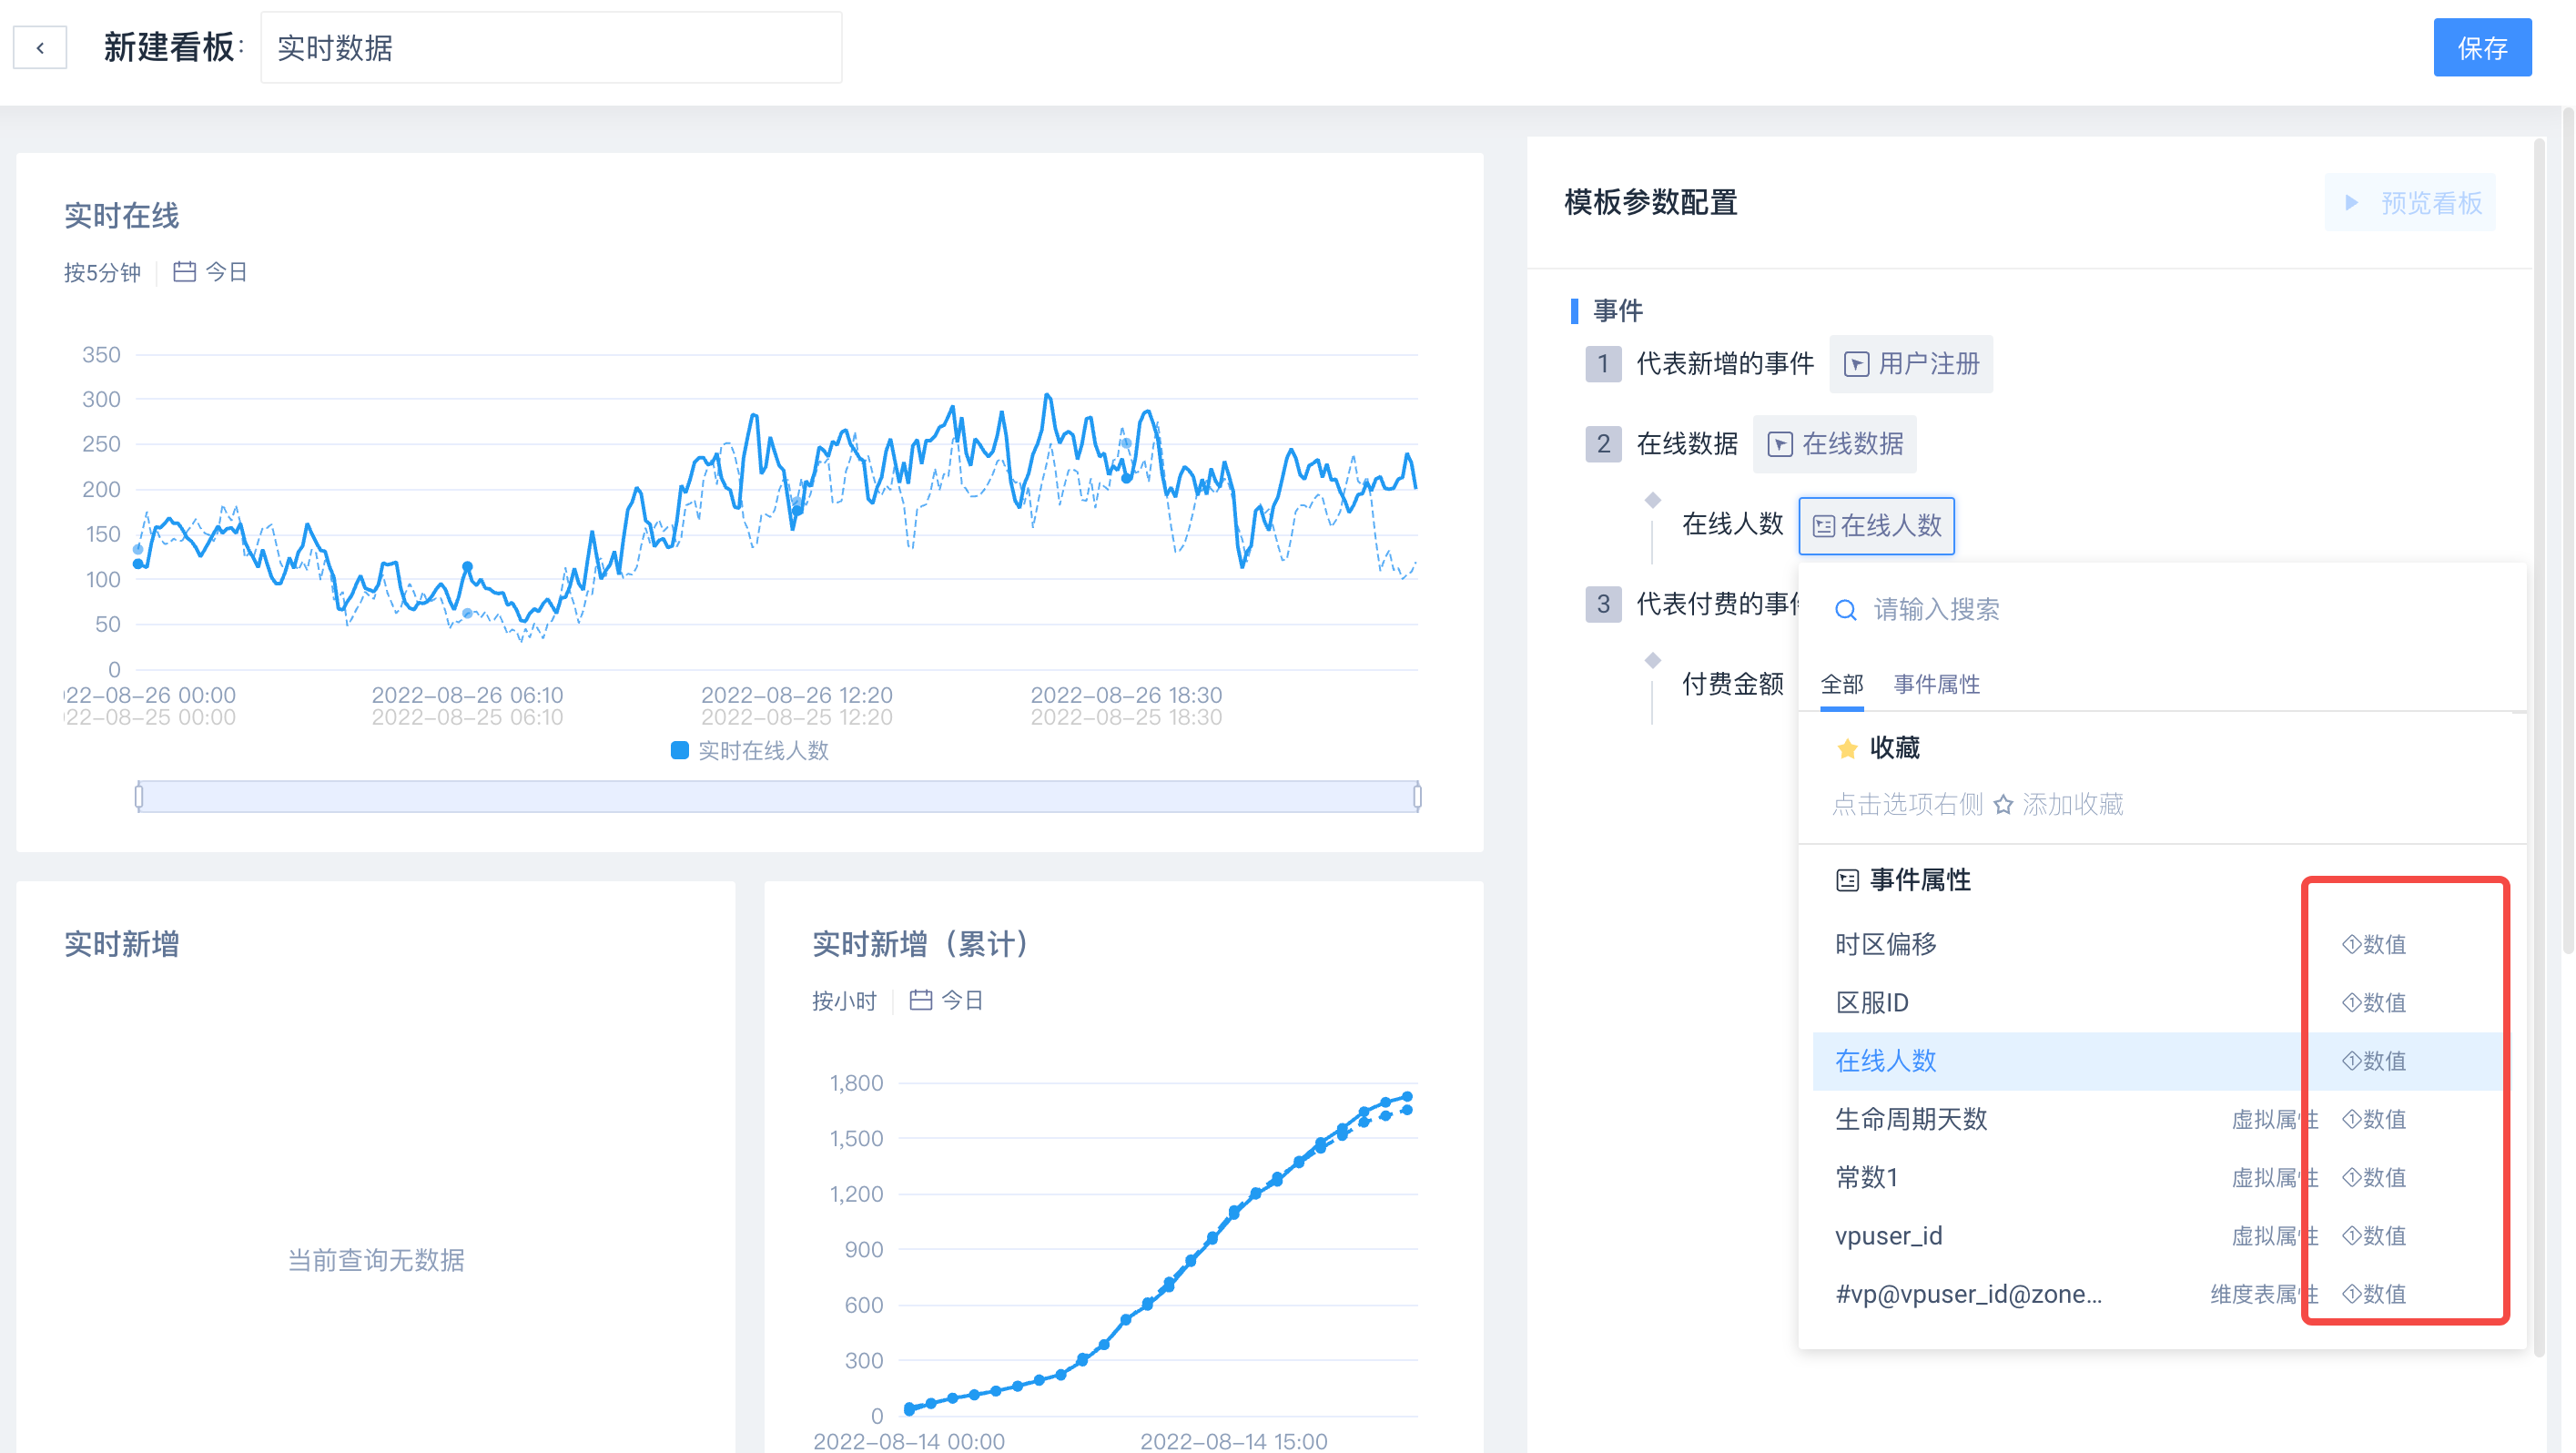 新建看板:
实时数据
保存
实时在线
按5分钟
今日
350
300
250
200
150
100
50
0
22-08-26 00:00
2022-08-26 06:10
2022-08-26 12:20
2022-08-26 18:30
22-08-25 00:00
2022-08-25 06:10
2022-08-25 12:20
2022-08-25 18:30
实时在线人数
实时新增
当前查询无数据
实时新增（累计）
按小时
今日
1,800
1,500
1,200
900
600
300
0
2022-08-14 00:00
2022-08-14 15:00
模板参数配置
预览看板
事件
1 代表新增的事件 用户注册
2 在线数据 在线数据
在线人数 在线人数
3 代表付费的事
付费金额
请输入搜索
全部 事件属性
收藏
点击选项右侧 添加收藏
事件属性
时区偏移 数值
区服ID 数值
在线人数 数值
生命周期天数 虚拟属性 数值
常数1 虚拟属性 数值
vpuser_id 虚拟属性 数值
#vp@vpuser_id@zone... 维度表属性 数值